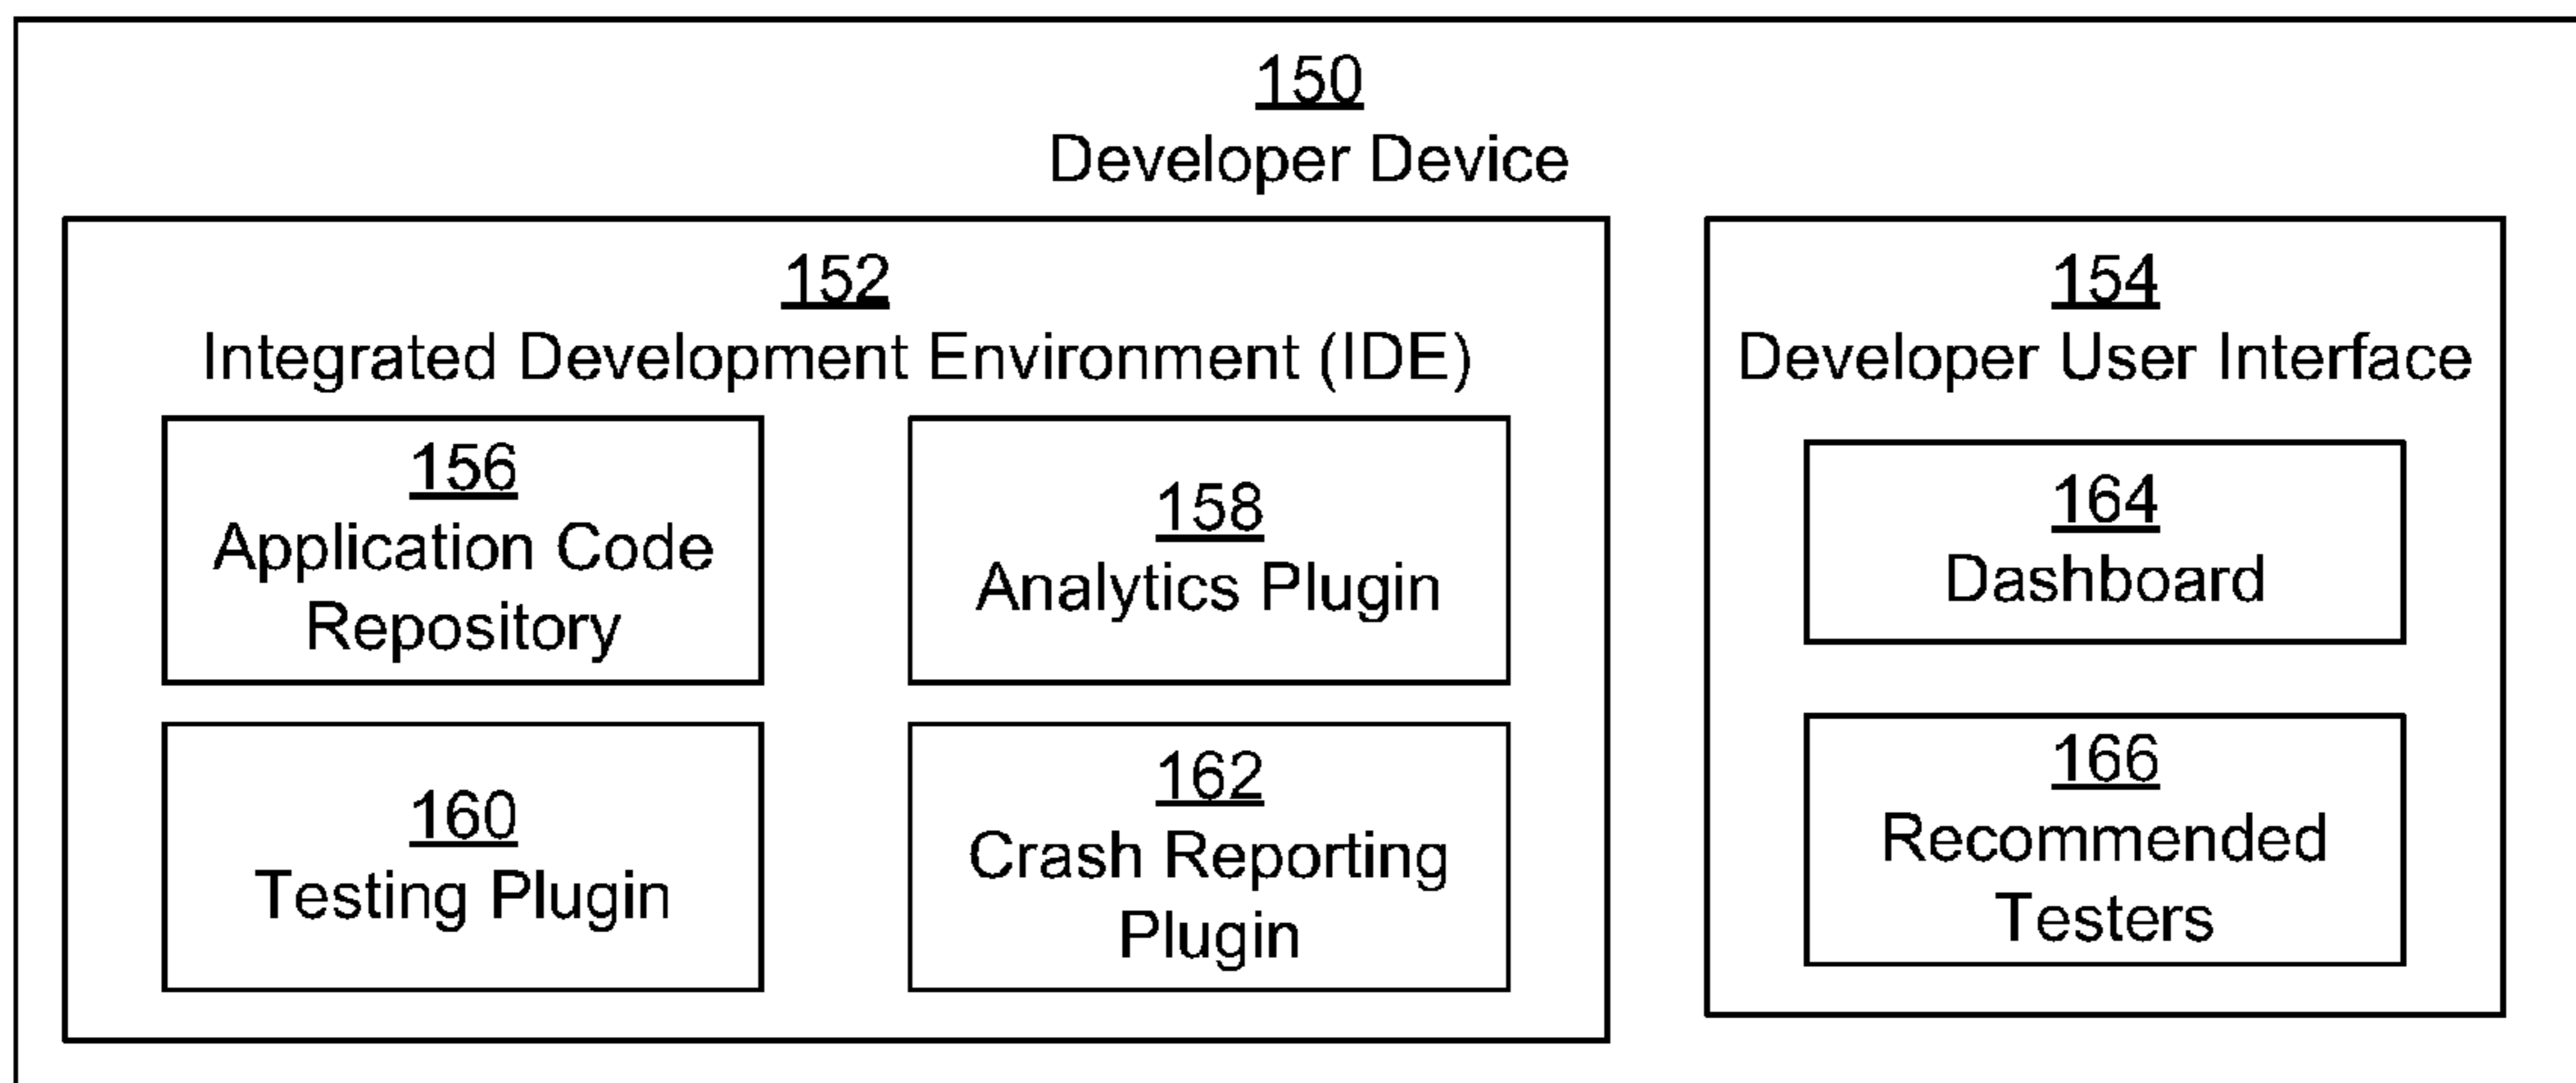 150
Developer Device
152
Integrated Development Environment (IDE)
156
Application Code
Repository
158
Analytics Plugin
160
Testing Plugin
162
Crash Reporting
Plugin
154
Developer User Interface
164
Dashboard
166
Recommended
Testers